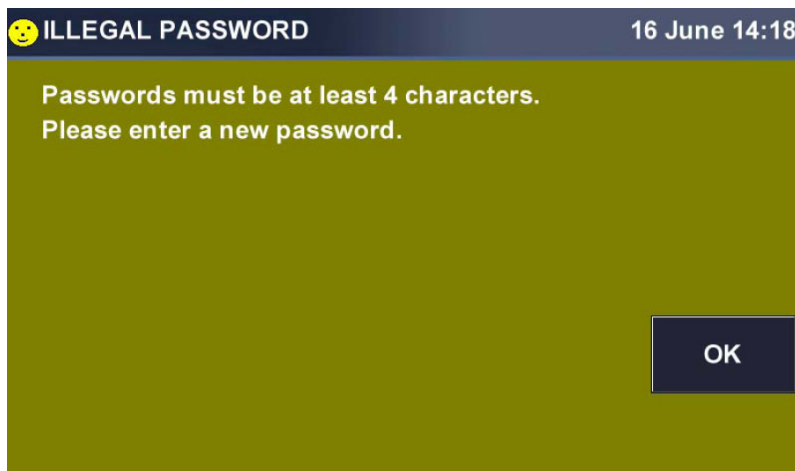 ILLEGAL PASSWORD 16 June 14:18
Passwords must be at least 4 characters.
Please enter a new password.
OK